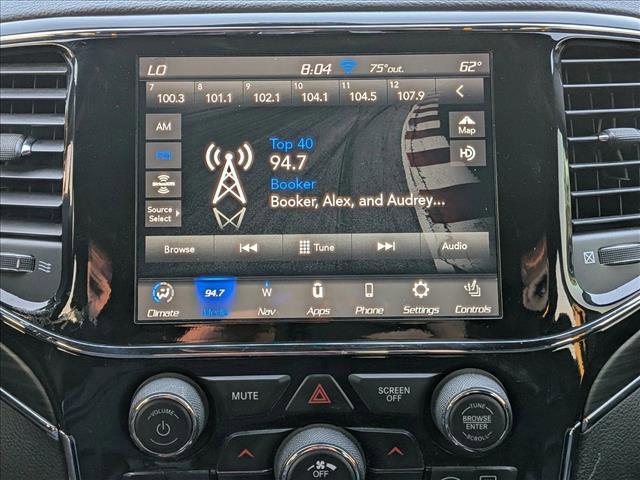 LO 8:04 75°out. 62°
7 8 9 10 11 12
100.3 101.1 102.1 104.1 104.5 107.9
AM
Top 40
94.7
Map
FM
HD
Booker
SiriusXM
Booker, Alex, and Audrey...
Source
Select
Browse Tune Audio
94.7 W
Climate Media Nav Apps Phone Settings Controls
MUTE SCREEN
OFF
VOLUME
TUNE
BROWSE
ENTER
SCROLL
OFF